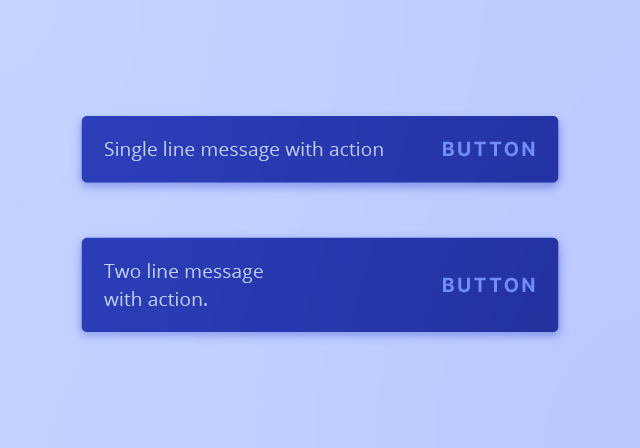 Single line message with action
BUTTON
Two line message
with action.
BUTTON